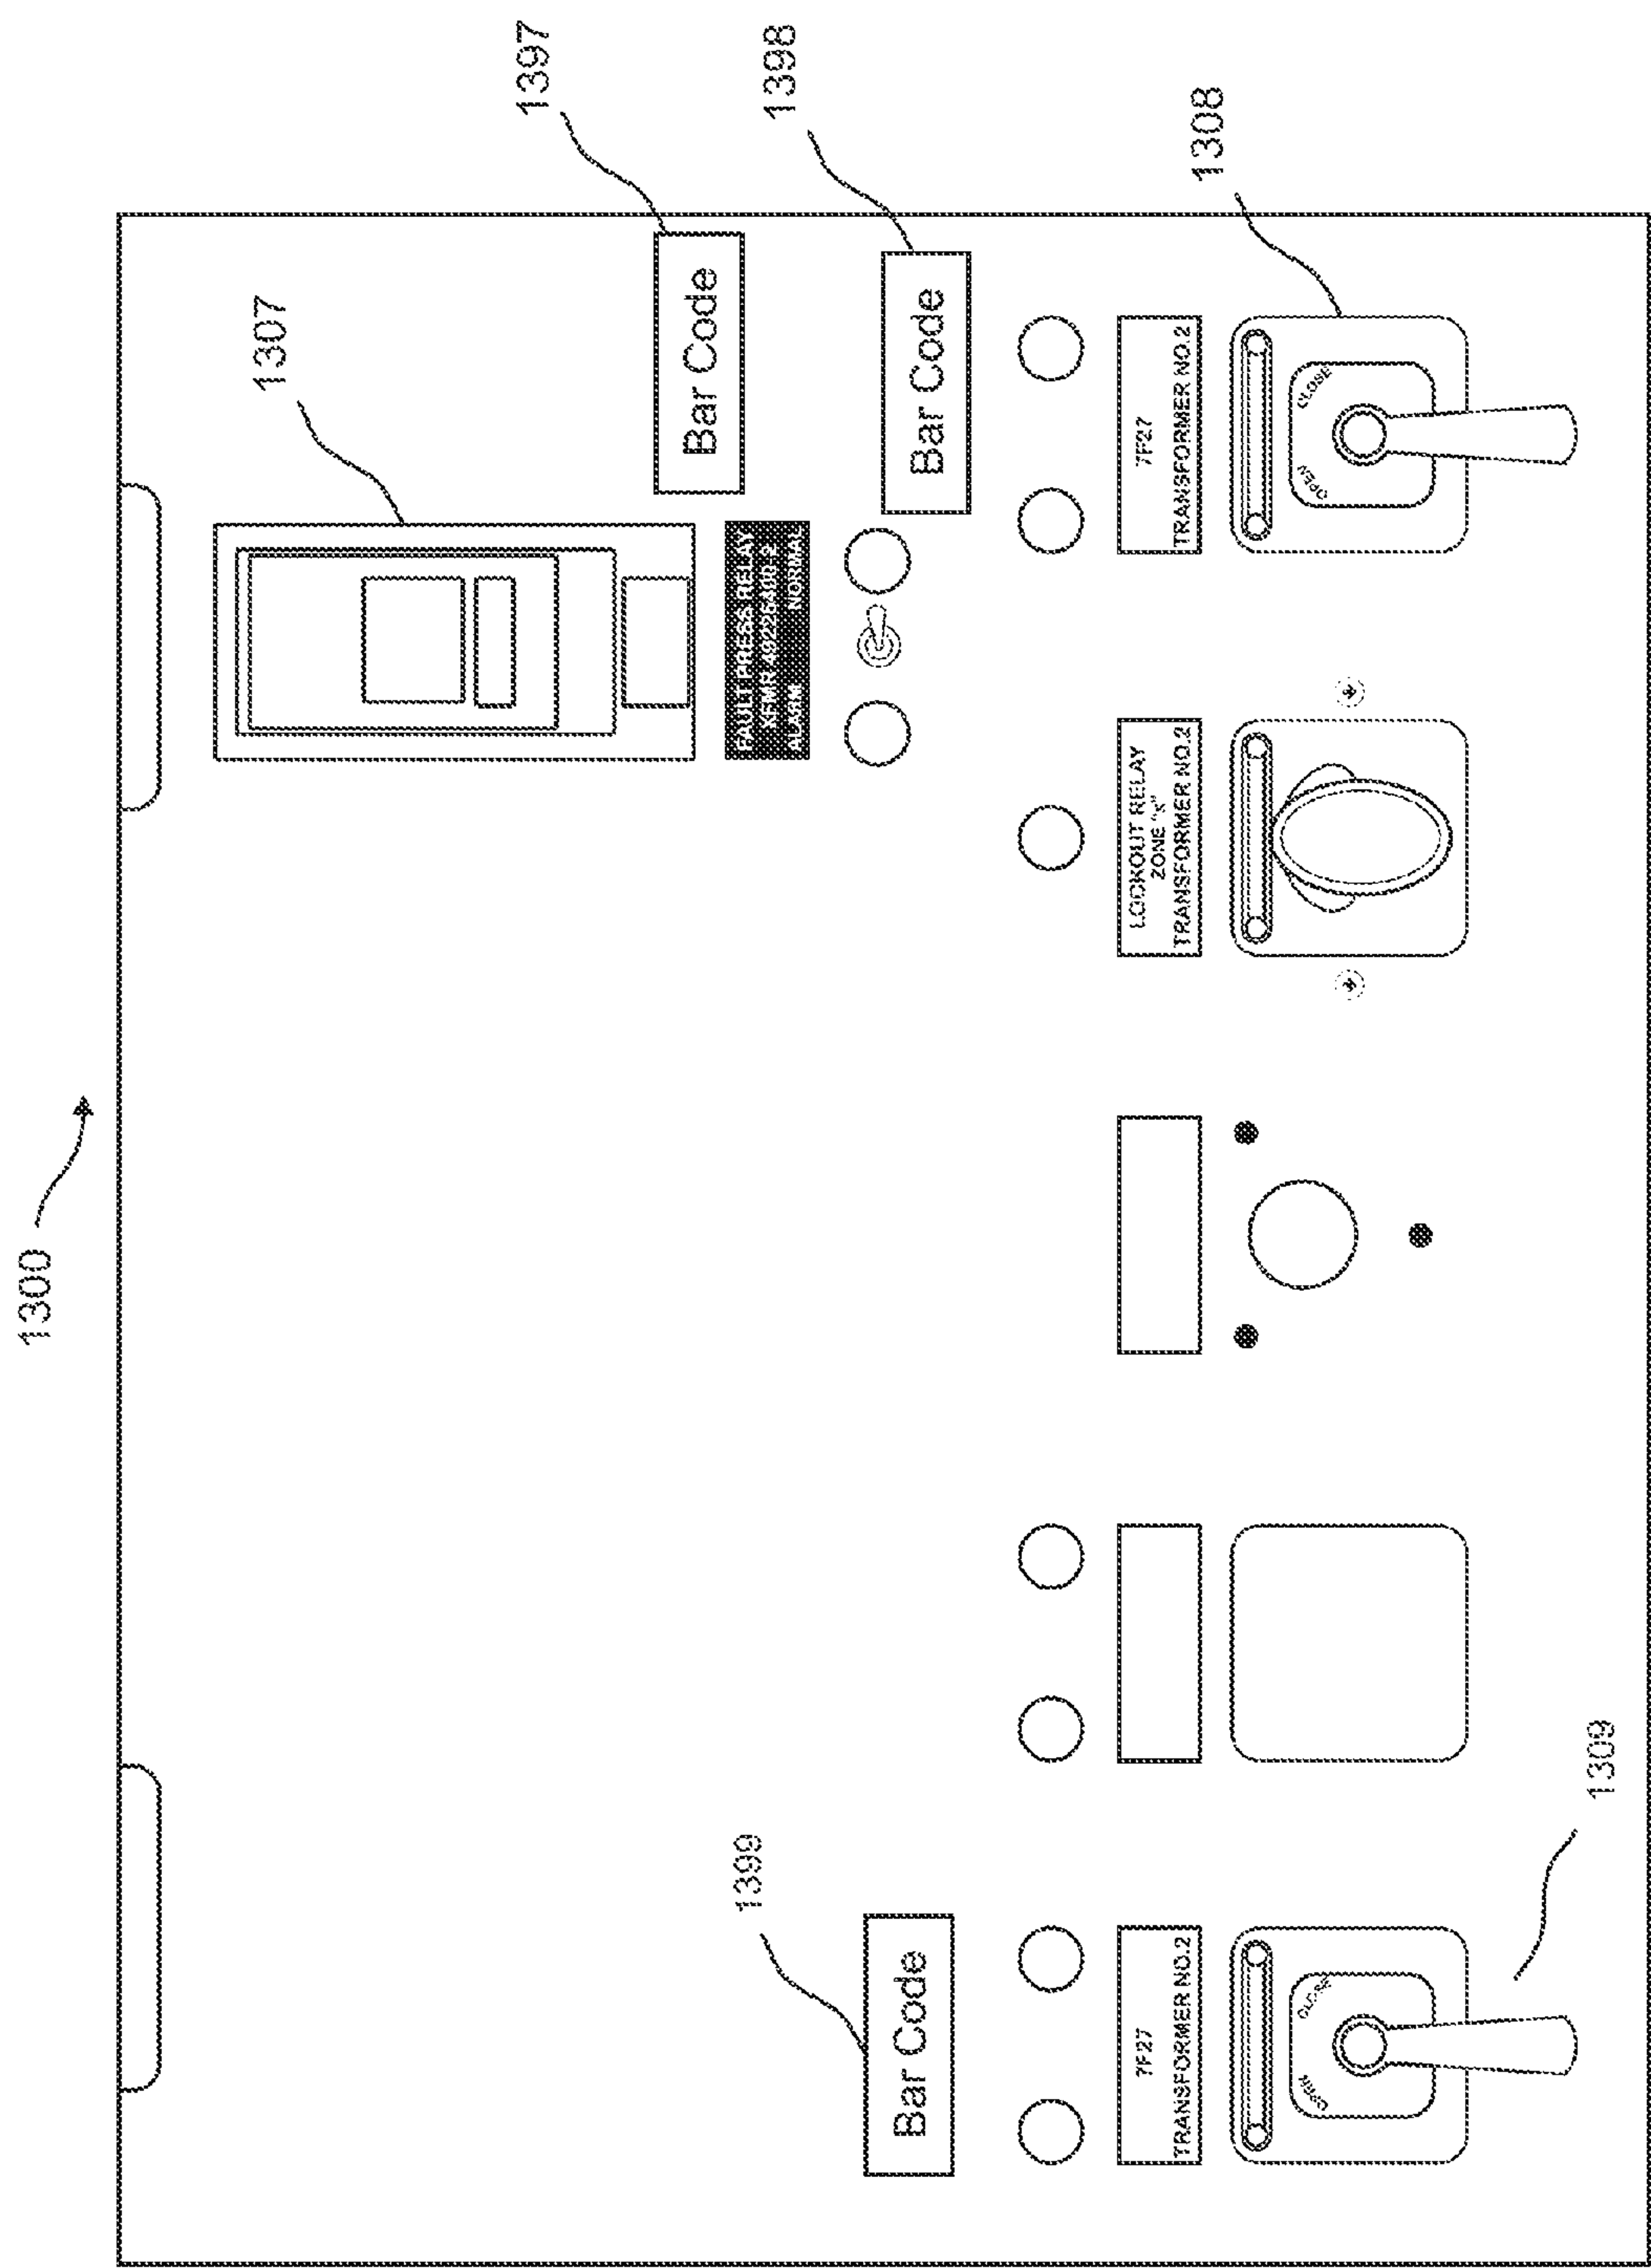 1300
1307
1397
Bar Code
FAULT PRESS RELAY
ALARM NORMAL
1398
Bar Code
1399
Bar Code
7F27
TRANSFORMER NO.2
LOCKOUT RELAY
ZONE "x"
TRANSFORMER NO.2
7F27
TRANSFORMER NO.2
1308
OPEN CLOSE
OPEN CLOSE
1309